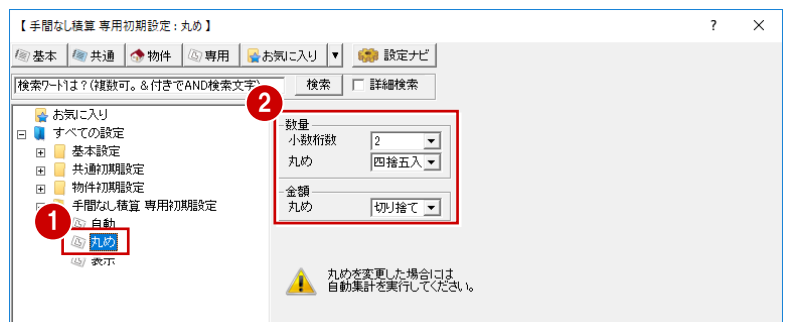 【 手間なし積算 専用初期設定 : 丸め 】 ? ×
基本 共通 物件 専用 お気に入り ▼ 設定ナビ
検索ワードは?(複数可。&付きでAND検索文字) 検索 詳細検索
お気に入り
すべての設定
基本設定
共通初期設定
物件初期設定
手間なし積算 専用初期設定
1
自動
丸め
表示
2
数量
小数桁数 2
丸め 四捨五入
金額
丸め 切り捨て
丸めを変更した場合には
自動集計を実行してください。